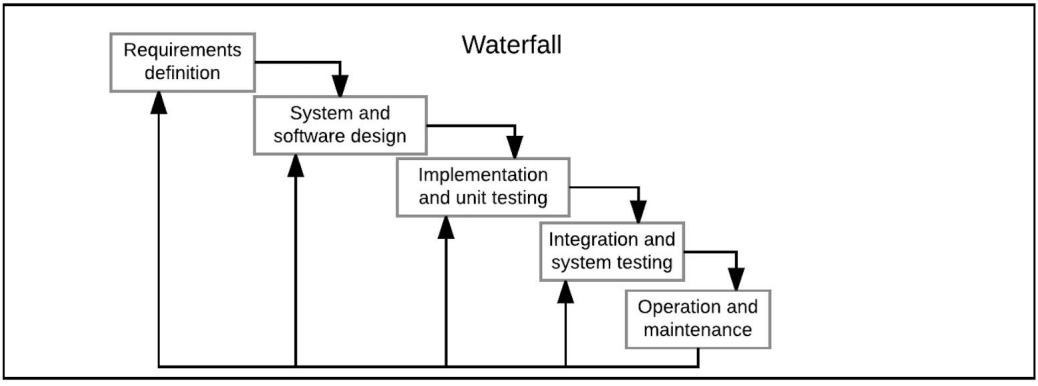 Waterfall
Requirements
definition
System and
software design
Implementation
and unit testing
Integration and
system testing
Operation and
maintenance